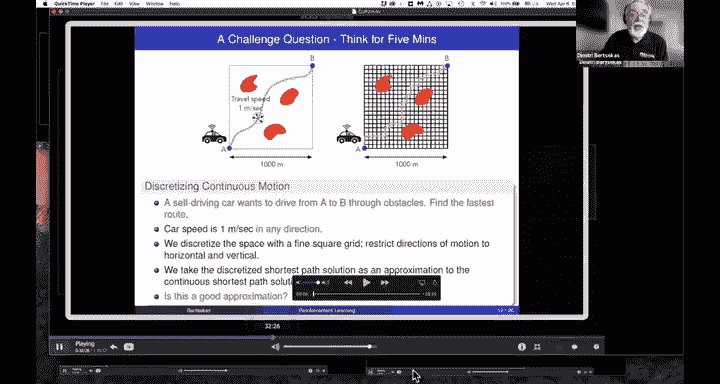 QuickTime Player File Edit View Window Help
A Challenge Question - Think for Five Mins
B
B
Travel speed
1 m/sec
A
A
1000 m
1000 m
Discretizing Continuous Motion
A self-driving car wants to drive from A to B through obstacles. Find the fastest
route.
Car speed is 1 m/sec in any direction.
We discretize the space with a fine square grid; restrict directions of motion to
horizontal and vertical.
We take the discretized shortest path solution as an approximation to the
continuous shortest path
Is this a good approximation?
Bertsekas
Reinforcement Learning
32:26
Playing
Dimitri Bertsekas
Dimitri Bertsekas